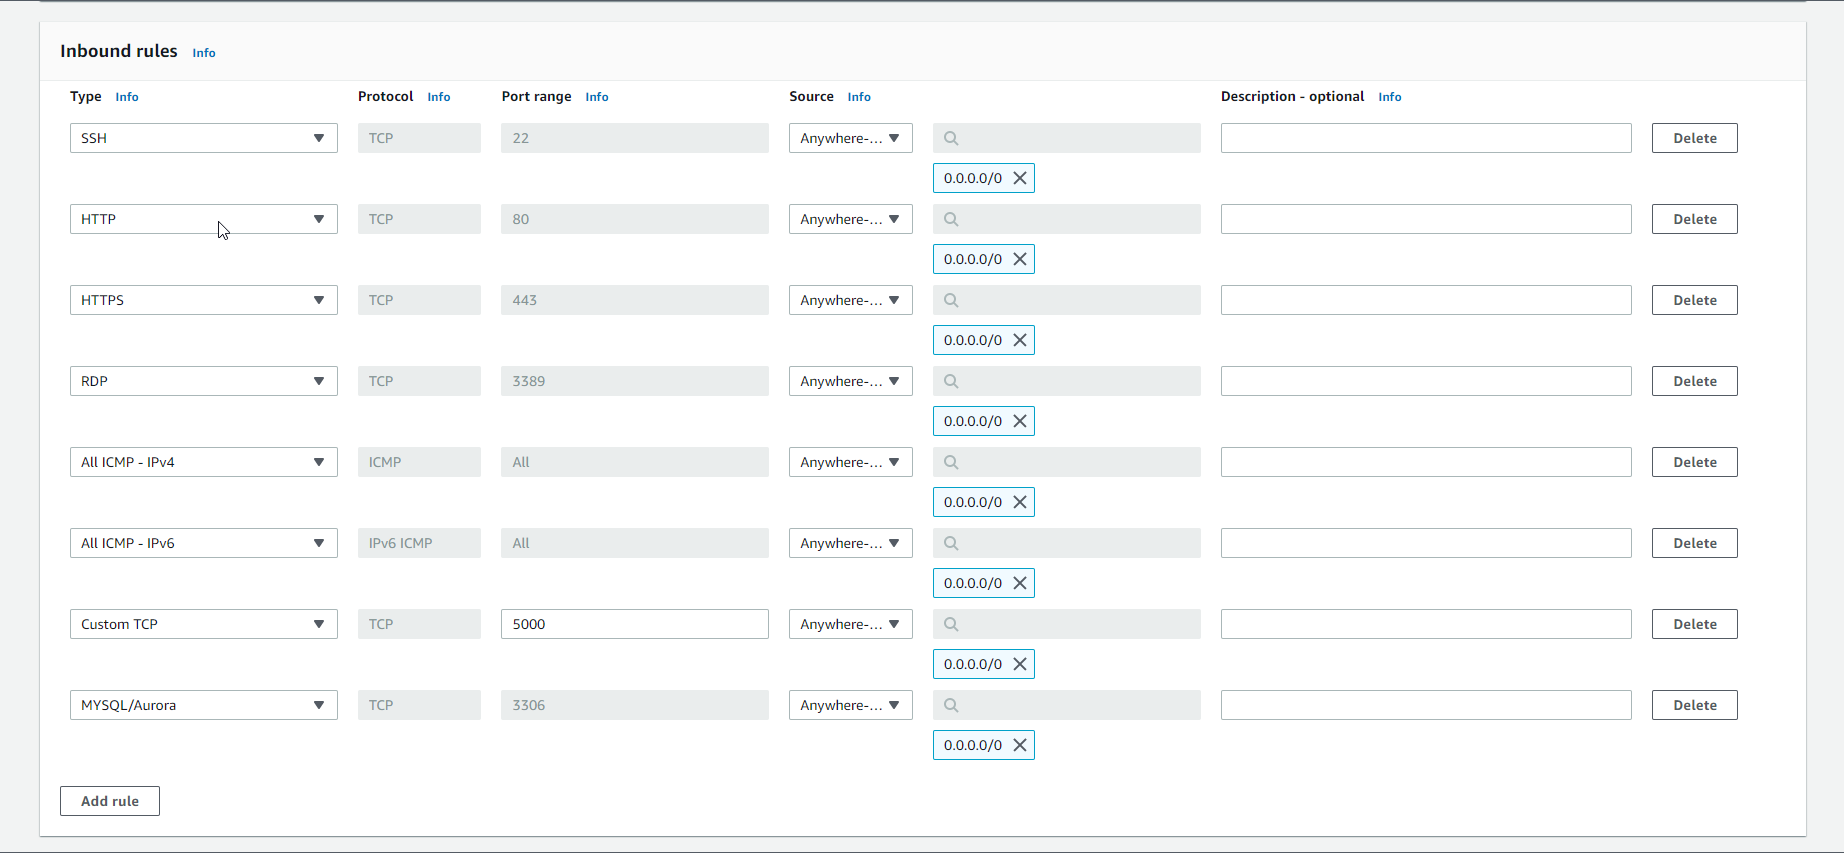 Inbound rules Info
Type Info Protocol Info Port range Info Source Info Description - optional Info
SSH TCP 22 Anywhere-... Delete
0.0.0.0/0
HTTP TCP 80 Anywhere-... Delete
0.0.0.0/0
HTTPS TCP 443 Anywhere-... Delete
0.0.0.0/0
RDP TCP 3389 Anywhere-... Delete
0.0.0.0/0
All ICMP - IPv4 ICMP All Anywhere-... Delete
0.0.0.0/0
All ICMP - IPv6 IPv6 ICMP All Anywhere-... Delete
0.0.0.0/0
Custom TCP TCP 5000 Anywhere-... Delete
0.0.0.0/0
MYSQL/Aurora TCP 3306 Anywhere-... Delete
0.0.0.0/0
Add rule